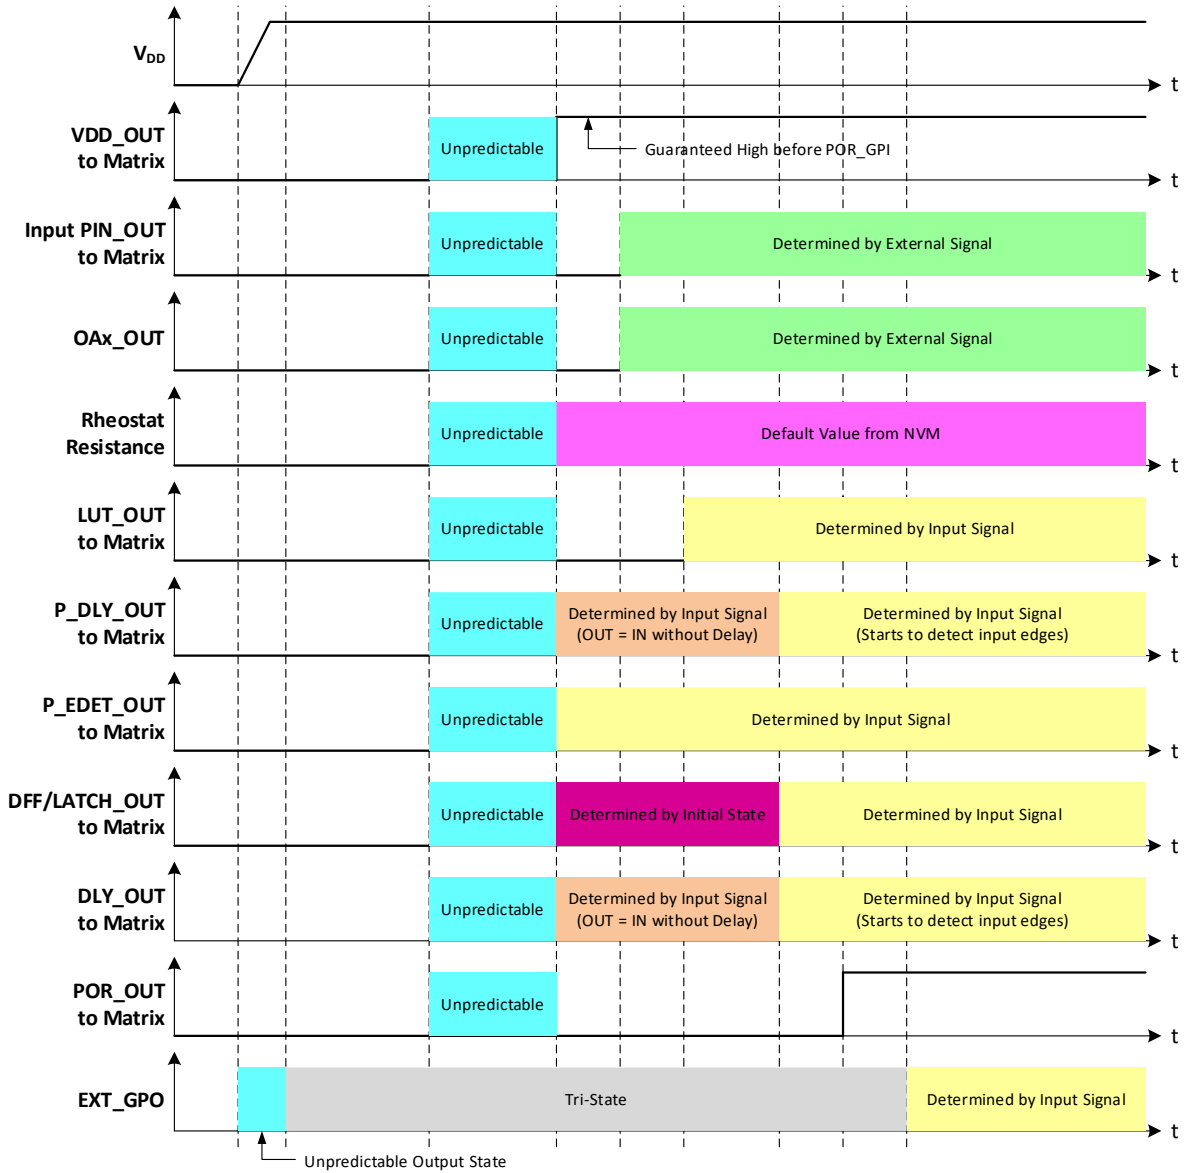 V_DD
t
VDD_OUT
to Matrix
Unpredictable
Guaranteed High before POR_GPI
t
Input PIN_OUT
to Matrix
Unpredictable
Determined by External Signal
t
OAx_OUT
Unpredictable
Determined by External Signal
t
Rheostat
Resistance
Unpredictable
Default Value from NVM
t
LUT_OUT
to Matrix
Unpredictable
Determined by Input Signal
t
P_DLY_OUT
to Matrix
Unpredictable
Determined by Input Signal
(OUT = IN without Delay)
Determined by Input Signal
(Starts to detect input edges)
t
P_EDET_OUT
to Matrix
Unpredictable
Determined by Input Signal
t
DFF/LATCH_OUT
to Matrix
Unpredictable
Determined by Initial State
Determined by Input Signal
t
DLY_OUT
to Matrix
Unpredictable
Determined by Input Signal
(OUT = IN without Delay)
Determined by Input Signal
(Starts to detect input edges)
t
POR_OUT
to Matrix
Unpredictable
t
EXT_GPO
Tri-State
Determined by Input Signal
t
Unpredictable Output State